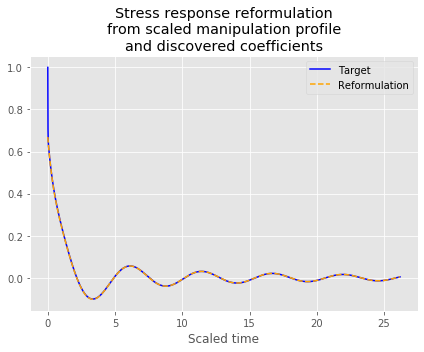 Stress response reformulation
from scaled manipulation profile
and discovered coefficients
Target
Reformulation
1.0
0.8
0.6
0.4
0.2
0.0
0
5
10
15
20
25
Scaled time